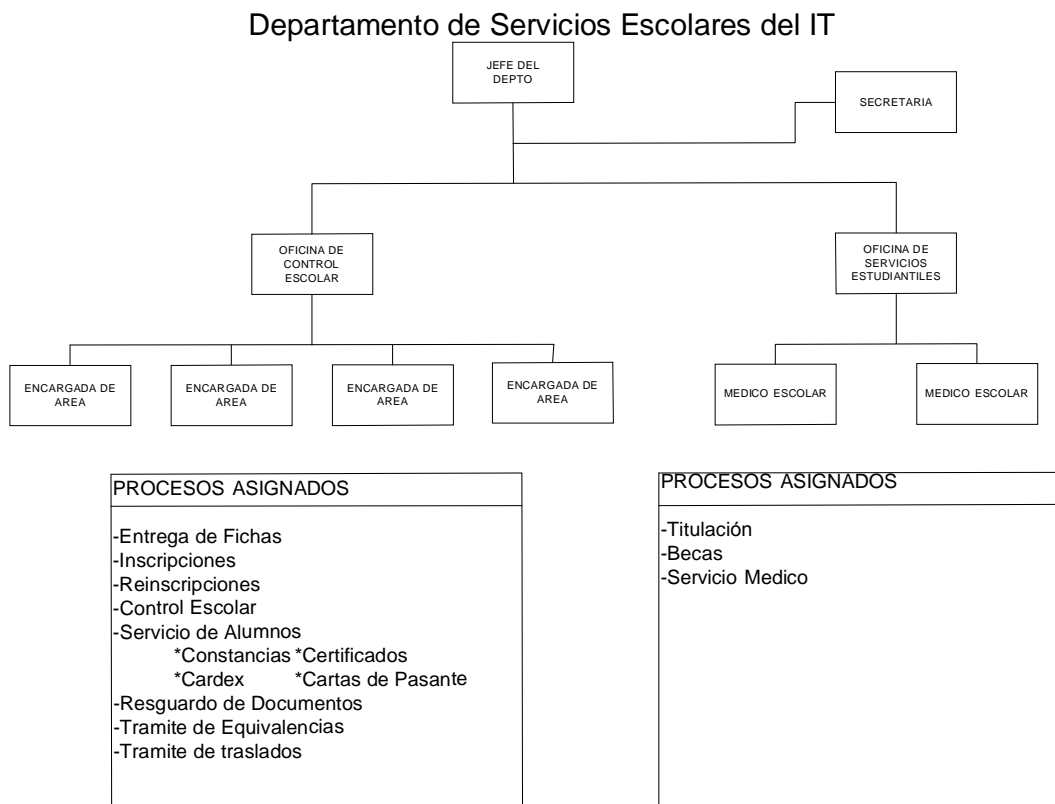 Departamento de Servicios Escolares del IT
JEFE DEL
DEPTO
SECRETARIA
OFICINA DE
CONTROL
ESCOLAR
OFICINA DE
SERVICIOS
ESTUDIANTILES
ENCARGADA DE
AREA
ENCARGADA DE
AREA
ENCARGADA DE
AREA
ENCARGADA DE
AREA
MEDICO ESCOLAR
MEDICO ESCOLAR
PROCESOS ASIGNADOS
-Entrega de Fichas
-Inscripciones
-Reinscripciones
-Control Escolar
-Servicio de Alumnos
*Constancias *Certificados
*Cardex *Cartas de Pasante
-Resguardo de Documentos
-Tramite de Equivalencias
-Tramite de traslados
PROCESOS ASIGNADOS
-Titulación
-Becas
-Servicio Medico